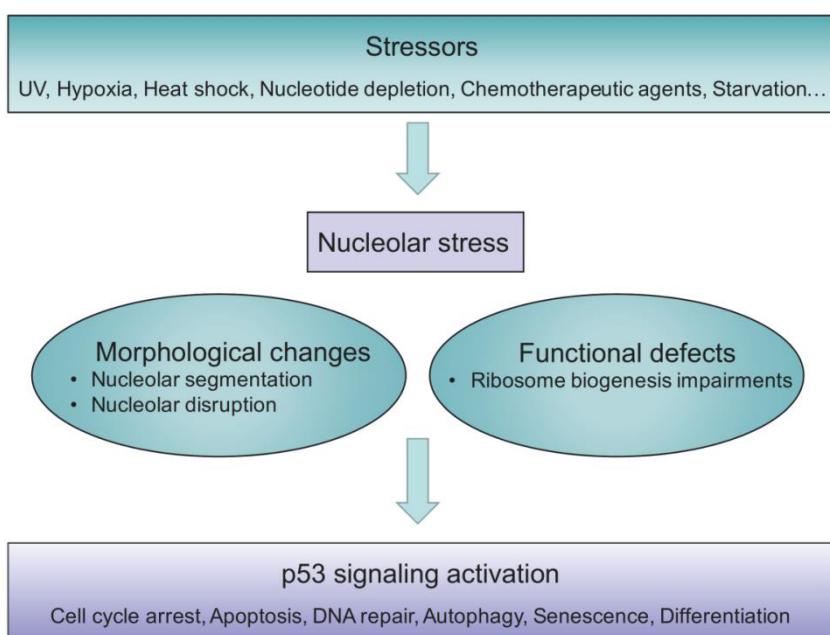 Stressors
UV, Hypoxia, Heat shock, Nucleotide depletion, Chemotherapeutic agents, Starvation…
Nucleolar stress
Morphological changes
• Nucleolar segmentation
• Nucleolar disruption
Functional defects
• Ribosome biogenesis impairments
p53 signaling activation
Cell cycle arrest, Apoptosis, DNA repair, Autophagy, Senescence, Differentiation